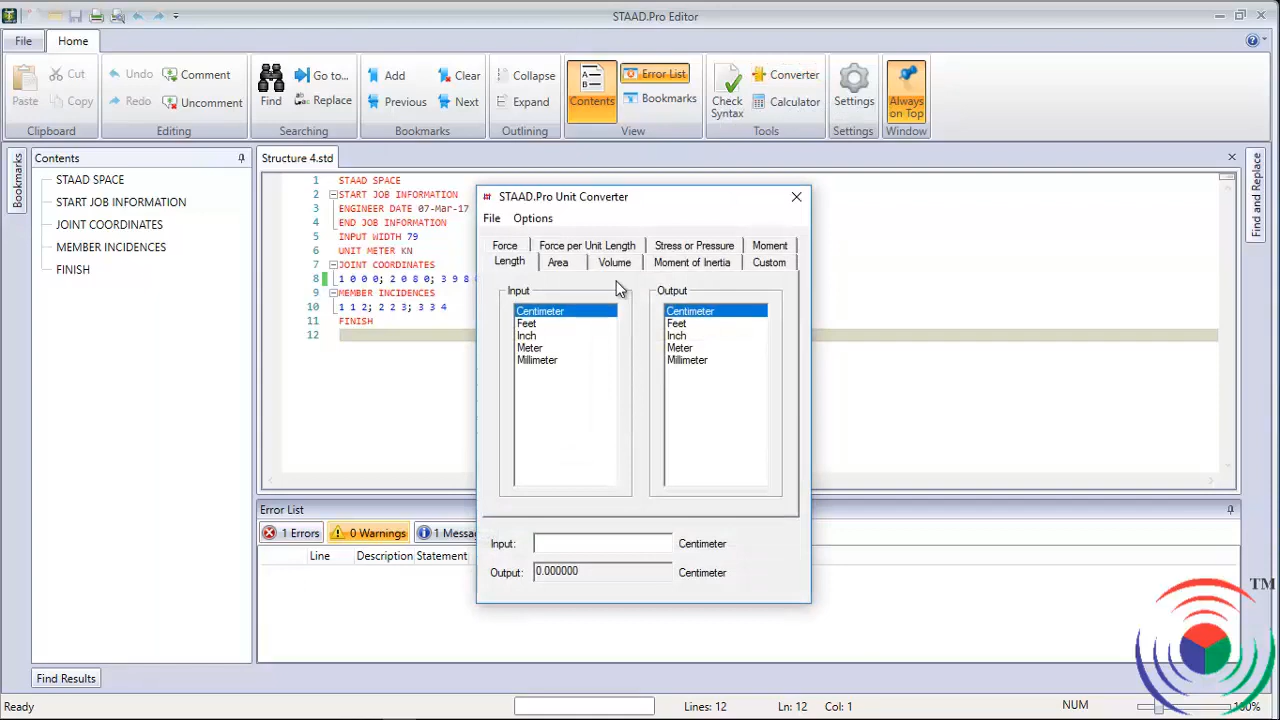 STAAD.Pro Editor
File Home
Paste Cut Copy Clipboard
Undo Comment
Redo Uncomment
Editing
Find Go to... Replace
Searching
Add Clear
Previous Next
Bookmarks
Collapse
Expand
Outlining
Contents Error List
Bookmarks
View
Check Syntax Converter
Calculator
Tools
Settings
Settings
Always on Top
Window
Bookmarks
Contents
STAAD SPACE
START JOB INFORMATION
JOINT COORDINATES
MEMBER INCIDENCES
FINISH
Structure 4.std
1 STAAD SPACE
2 START JOB INFORMATION
3 ENGINEER DATE 07-Mar-17
4 END JOB INFORMATION
5 INPUT WIDTH 79
6 UNIT METER KN
7 JOINT COORDINATES
8 1 0 0 0; 2 0 8 0; 3 9 8
9 MEMBER INCIDENCES
10 1 1 2; 2 2 3; 3 3 4
11 FINISH
12
STAAD.Pro Unit Converter
File Options
Force Force per Unit Length Stress or Pressure Moment
Length Area Volume Moment of Inertia Custom
Input
Centimeter
Feet
Inch
Meter
Millimeter
Output
Centimeter
Feet
Inch
Meter
Millimeter
Input: Centimeter
Output: 0.000000 Centimeter
Find and Replace
Error List
1 Errors 0 Warnings 1 Messa
Line Description Statement
TM
Find Results
Ready Lines: 12 Ln: 12 Col: 1 NUM 100%